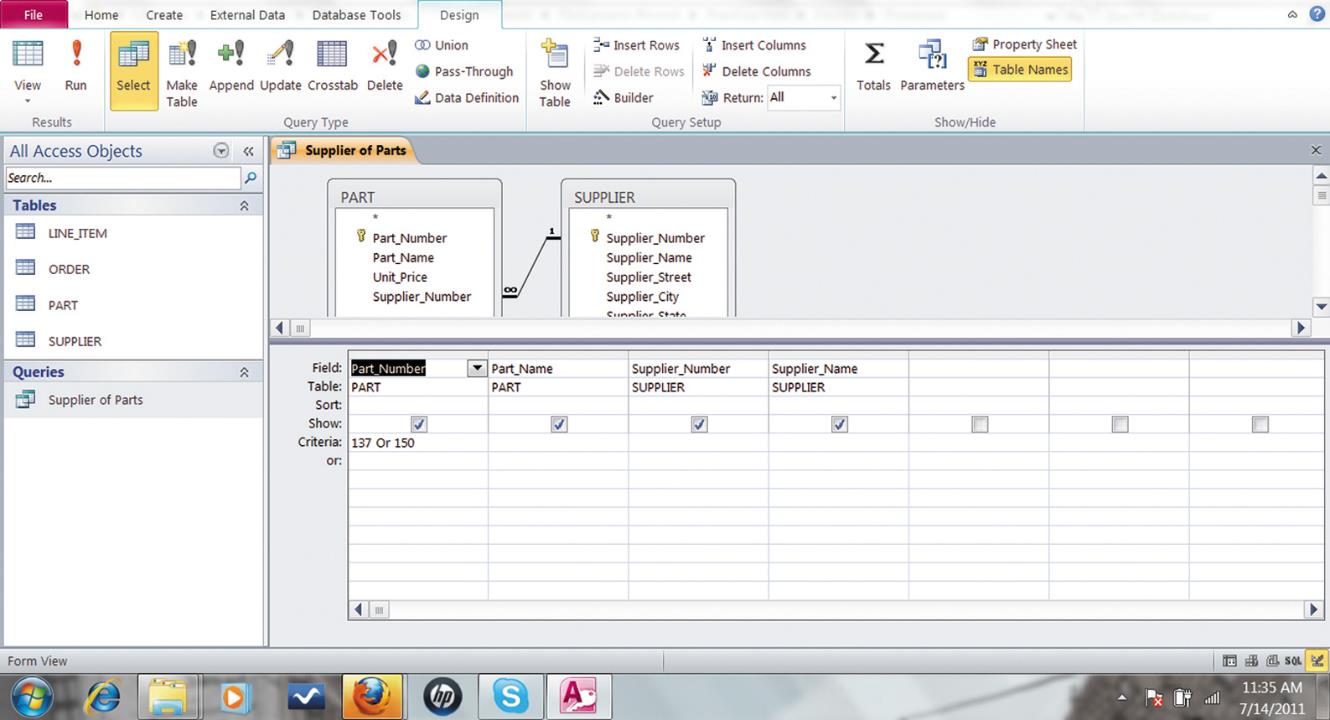 File Home Create External Data Database Tools Design
View
Run
Select
Make Table
Append
Update
Crosstab
Delete
Union
Pass-Through
Data Definition
Show Table
Insert Rows
Delete Rows
Builder
Insert Columns
Delete Columns
Return: All
Σ
Totals
Parameters
Property Sheet
XYZ Table Names
Results Query Type Query Setup Show/Hide
All Access Objects «
Search...
Tables
LINE_ITEM
ORDER
PART
SUPPLIER
Queries
Supplier of Parts
Supplier of Parts
PART
*
Part_Number
Part_Name
Unit_Price
Supplier_Number
∞
1
SUPPLIER
*
Supplier_Number
Supplier_Name
Supplier_Street
Supplier_City
Supplier_State
Field: Part_Number Part_Name Supplier_Number Supplier_Name
Table: PART PART SUPPLIER SUPPLIER
Sort:
Show:
Criteria: 137 Or 150
or:
Form View
SQL
hp
S
A
11:35 AM
7/14/2011